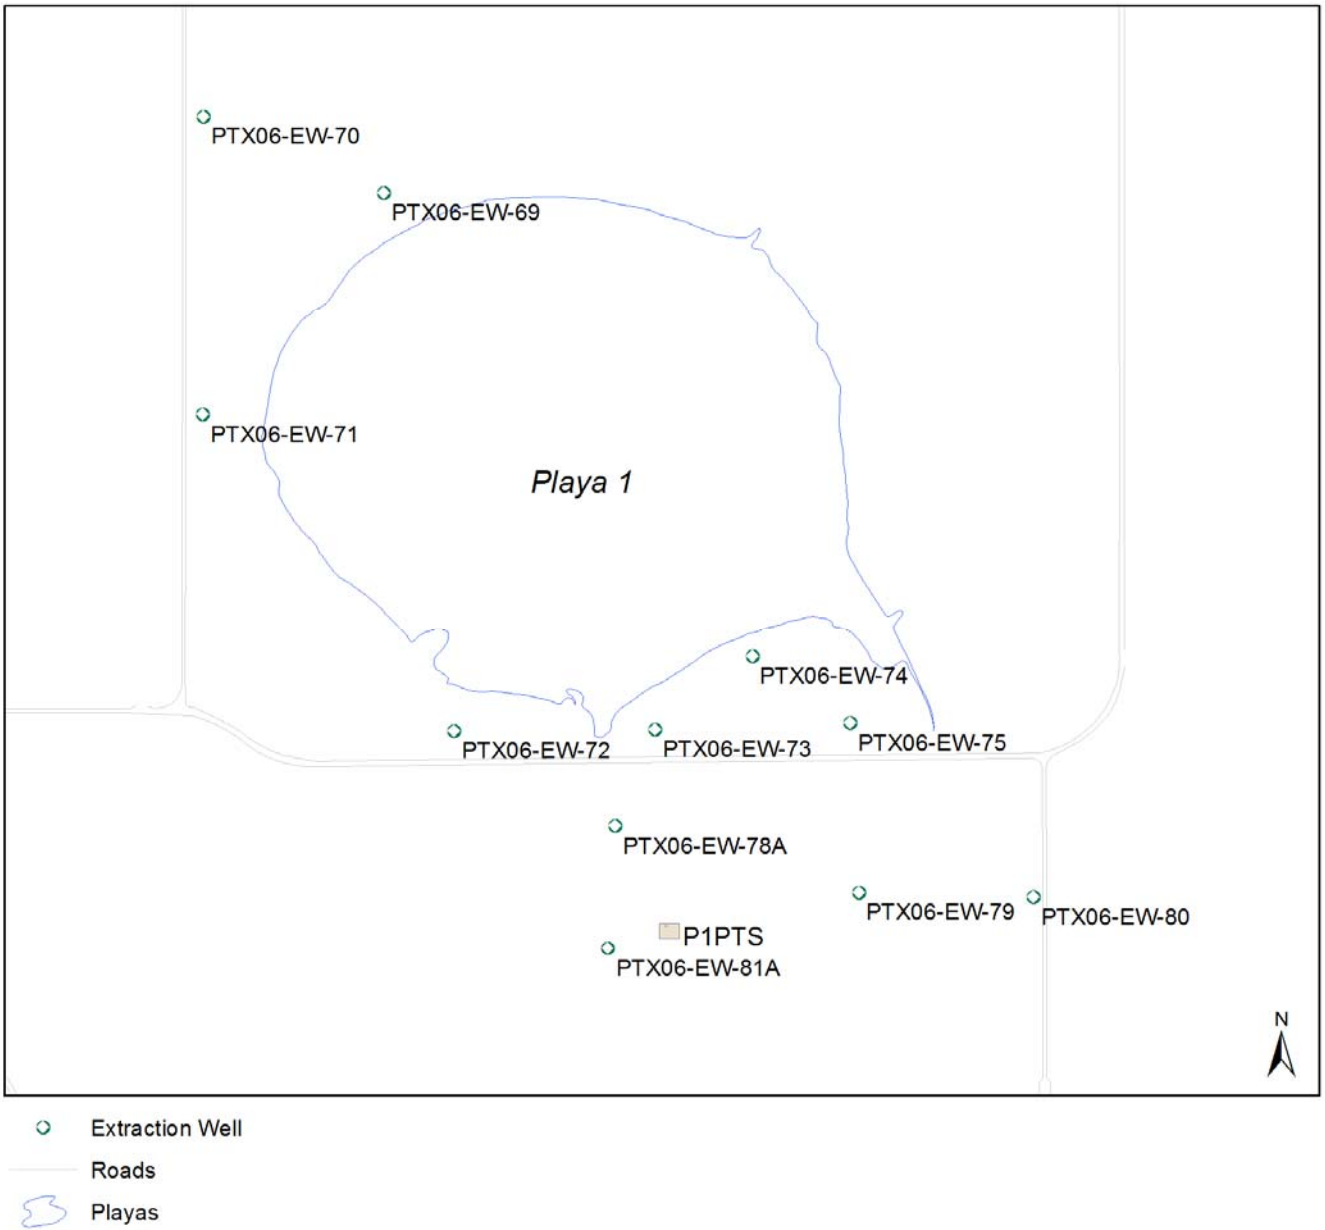 PTX06-EW-70
PTX06-EW-69
PTX06-EW-71
Playa 1
PTX06-EW-74
PTX06-EW-72
PTX06-EW-73
PTX06-EW-75
PTX06-EW-78A
PTX06-EW-79
PTX06-EW-80
P1PTS
PTX06-EW-81A
N
Extraction Well
Roads
Playas